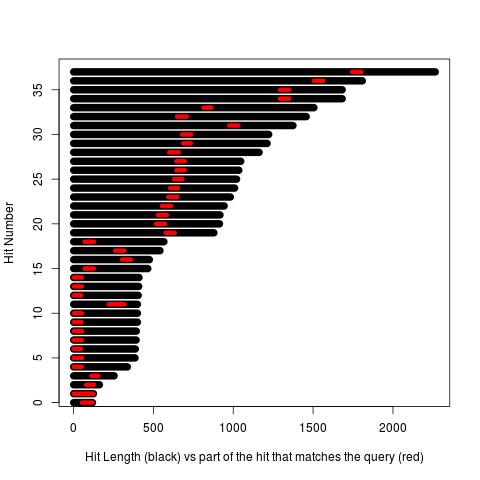 Hit Number
35
30
25
20
15
10
5
0
0 500 1000 1500 2000
Hit Length (black) vs part of the hit that matches the query (red)